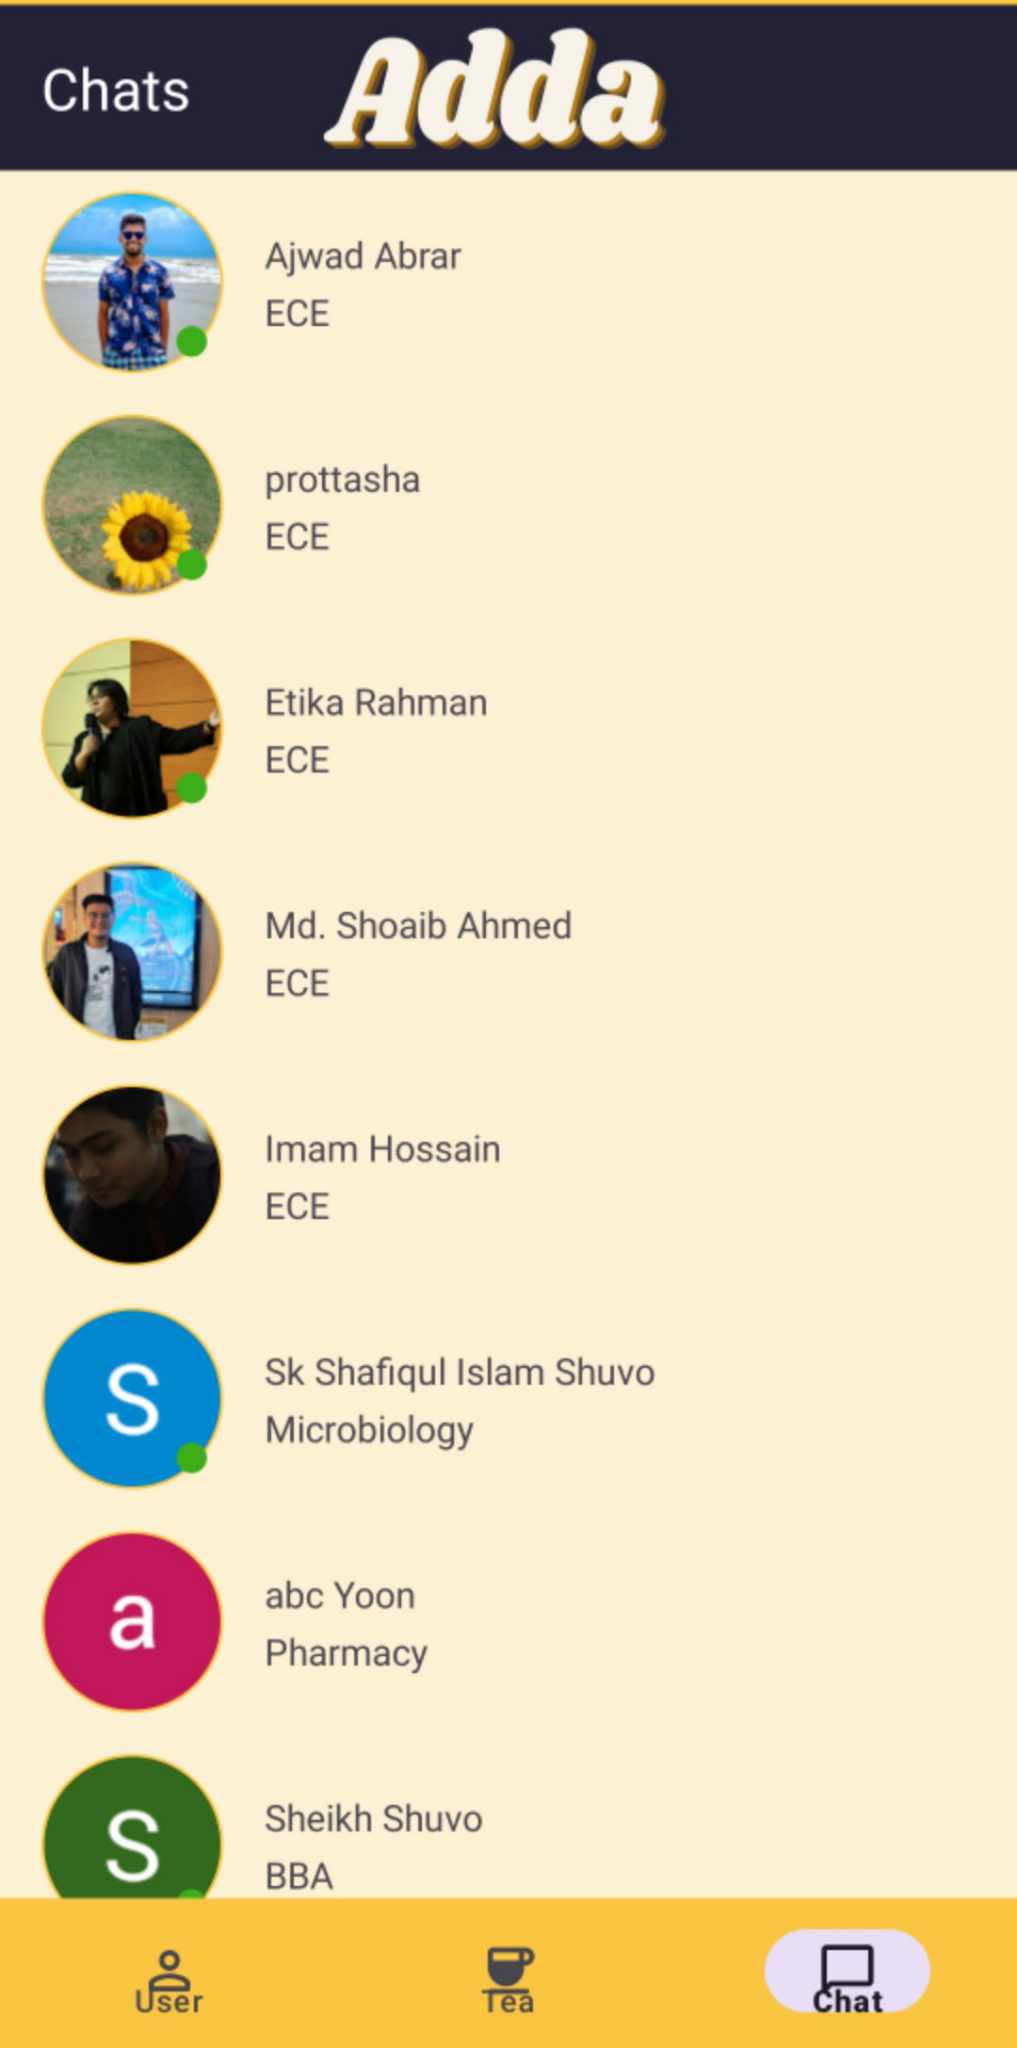 Chats
Adda
Ajwad Abrar
ECE
prottasha
ECE
Etika Rahman
ECE
Md. Shoaib Ahmed
ECE
Imam Hossain
ECE
S
Sk Shafiqul Islam Shuvo
Microbiology
a
abc Yoon
Pharmacy
S
Sheikh Shuvo
BBA
User
Tea
Chat